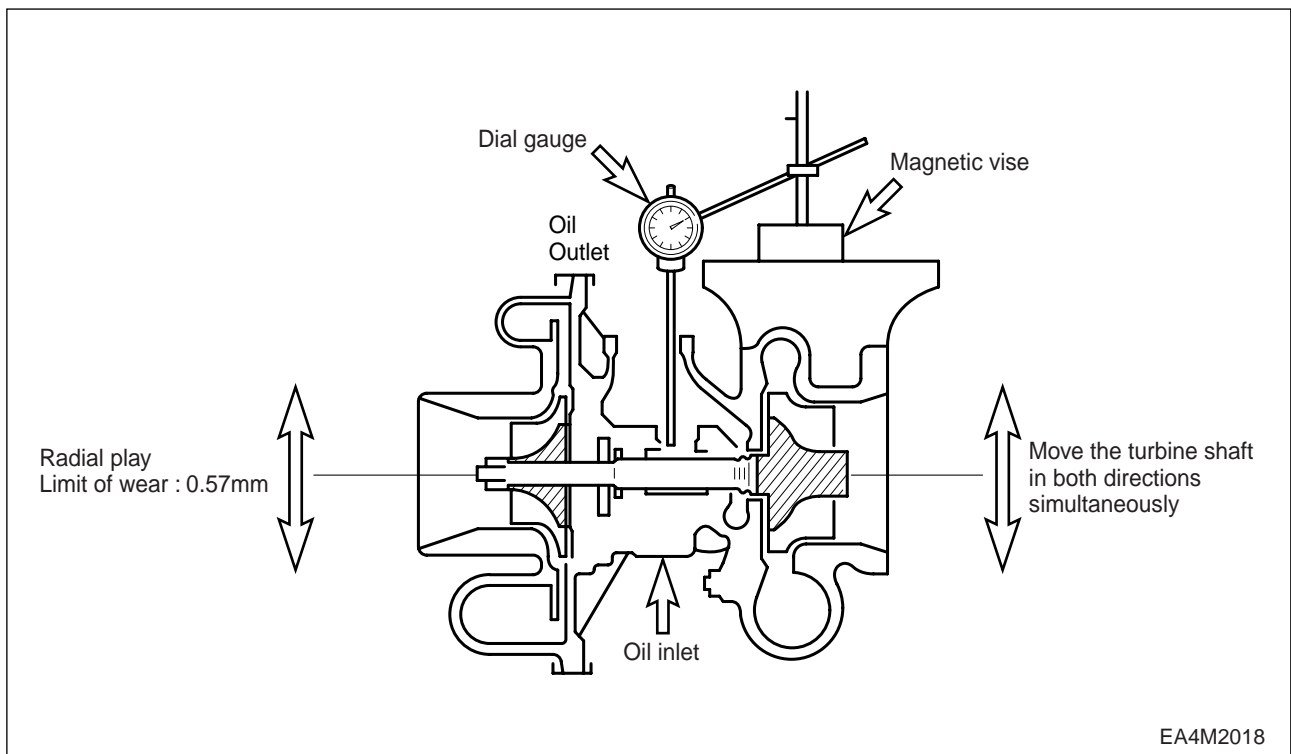 Dial gauge
Magnetic vise
Oil
Outlet
Radial play
Limit of wear : 0.57mm
Move the turbine shaft
in both directions
simultaneously
Oil inlet
EA4M2018